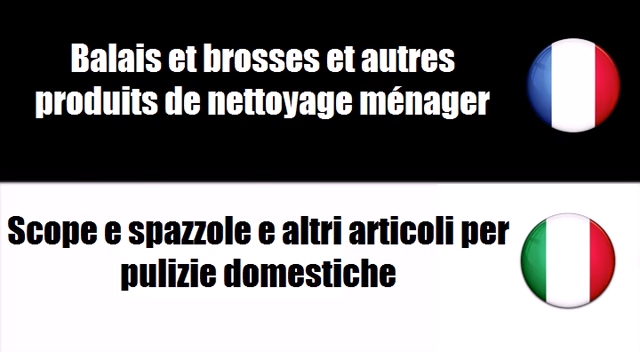 Balais et brosses et autres
produits de nettoyage ménager
Scope e spazzole e altri articoli per
pulizie domestiche